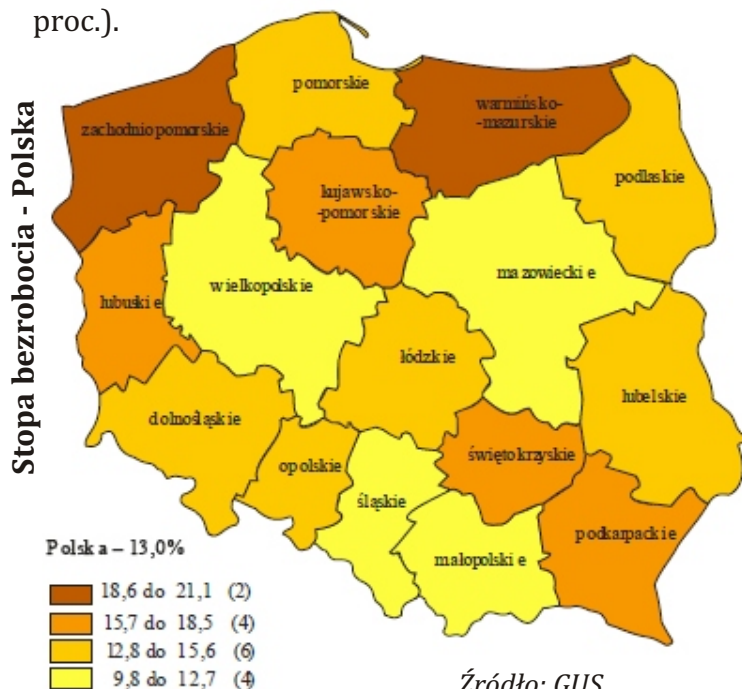 proc.).
Stopa bezrobocia - Polska
pomorskie
warmińsko-
-mazurskie
zachodniopomorskie
podlaskie
kujawsko-
-pomorskie
mazowieckie
wielkopolskie
lubuskie
łódzkie
lubelskie
dolnośląskie
świętokrzyskie
opolskie
śląskie
podkarpackie
małopolskie
Polska – 13,0%
18,6 do 21,1 (2)
15,7 do 18,5 (4)
12,8 do 15,6 (6)
9,8 do 12,7 (4)
Źródło: GUS